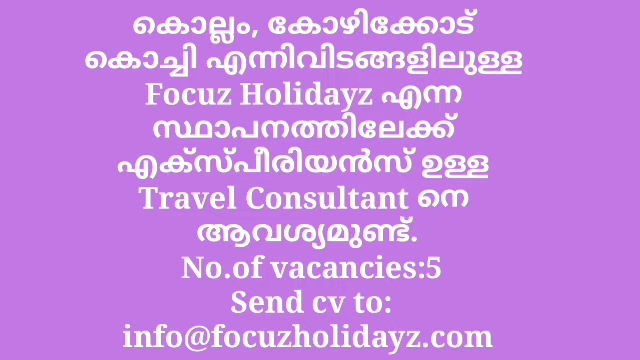 കൊല്ലം, കോഴിക്കോട്
കൊച്ചി എന്നിവിടങ്ങളിലുള്ള
Focuz Holidayz എന്ന
സ്ഥാപനത്തിലേക്ക്
എക്സ്പീരിയൻസ് ഉള്ള
Travel Consultant നെ
ആവശ്യമുണ്ട്.
No.of vacancies:5
Send cv to:
info@focuzholidayz.com